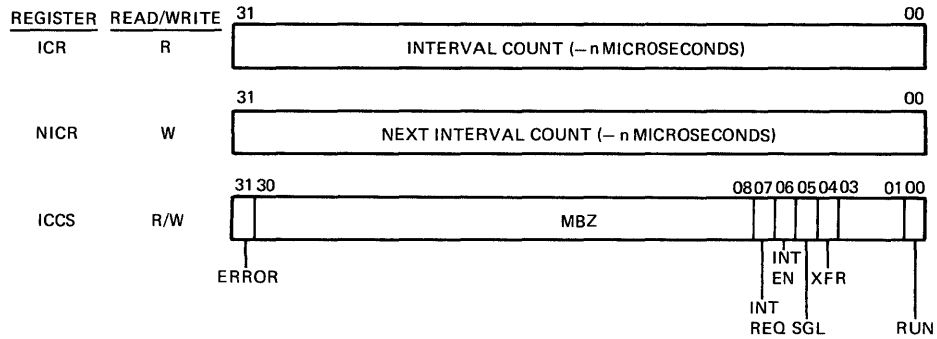 REGISTER READ/WRITE 31 00
ICR R INTERVAL COUNT (– n MICROSECONDS)
31 00
NICR W NEXT INTERVAL COUNT (– n MICROSECONDS)
31 30 08 07 06 05 04 03 01 00
ICCS R/W MBZ
ERROR INT EN XFR
INT REQ SGL RUN